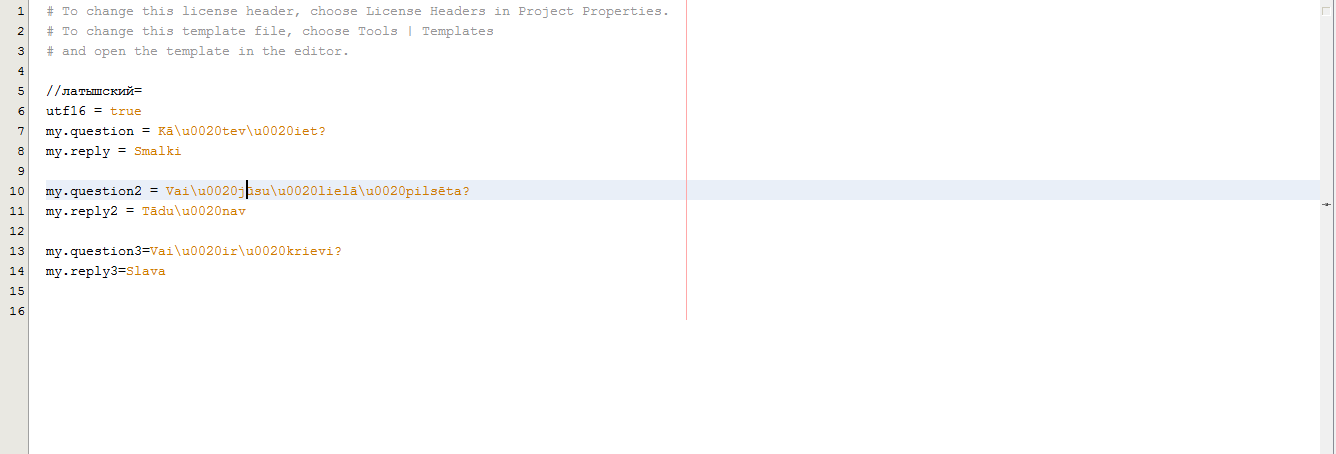 1 # To change this license header, choose License Headers in Project Properties.
2 # To change this template file, choose Tools | Templates
3 # and open the template in the editor.
4
5 //латышский=
6 utf16 = true
7 my.question = Kā\u0020tev\u0020iet?
8 my.reply = Smalki
9
10 my.question2 = Vai\u0020jūsu\u0020lielā\u0020pilsēta?
11 my.reply2 = Tādu\u0020nav
12
13 my.question3=Vai\u0020ir\u0020krievi?
14 my.reply3=Slava
15
16